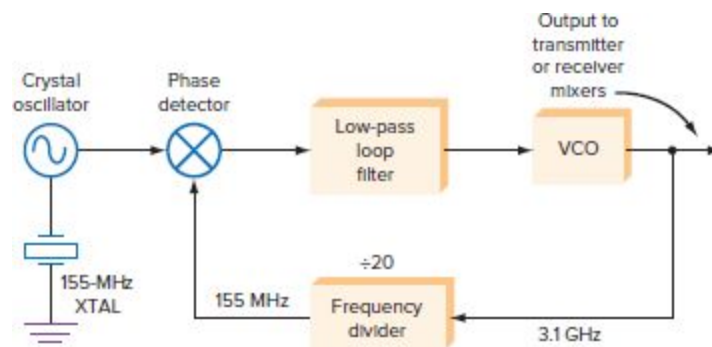 Output to
transmitter
or receiver
mixers
Crystal
oscillator
Phase
detector
Low-pass
loop
filter
VCO
÷20
155-MHz
XTAL
155 MHz
Frequency
divider
3.1 GHz